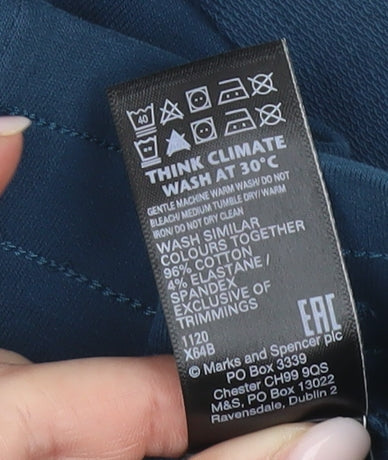 40
THINK CLIMATE
WASH AT 30°C
GENTLE MACHINE WARM WASH/ DO NOT
BLEACH/ MEDIUM TUMBLE DRY/ WARM
IRON/ DO NOT DRY CLEAN
WASH SIMILAR
COLOURS TOGETHER
96% COTTON
4% ELASTANE /
SPANDEX
EXCLUSIVE OF
TRIMMINGS
1120
X64B
EAC
© Marks and Spencer plc
PO Box 3339
Chester CH99 9QS
M&S, PO Box 13022
Ravensdale, Dublin 2